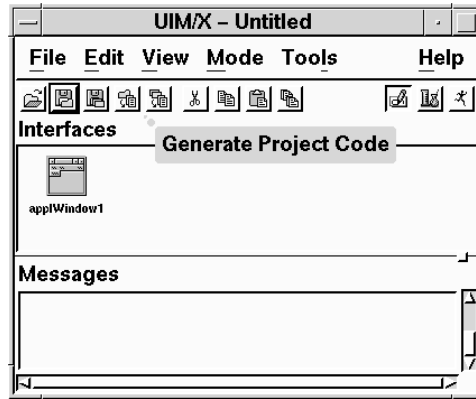 UIM/X – Untitled
File Edit View Mode Tools Help
Interfaces
Generate Project Code
applWindow1
Messages